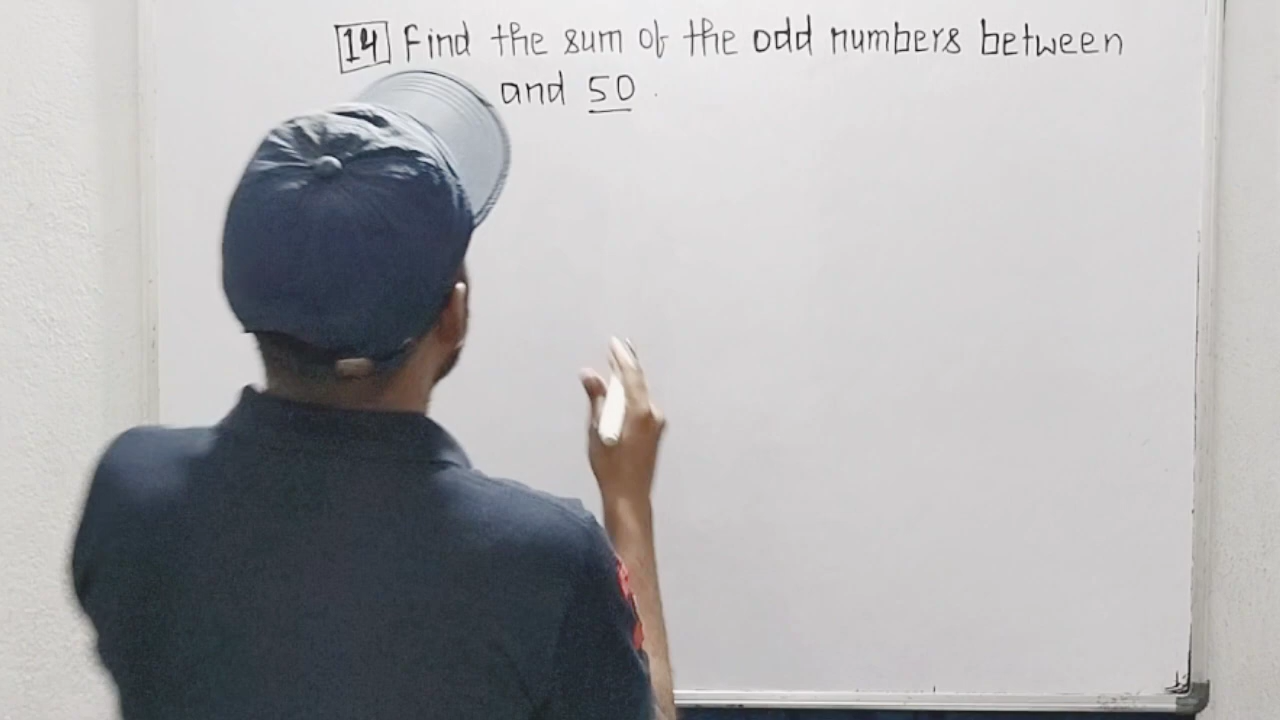 14 Find the sum of the odd numbers between
and 50.